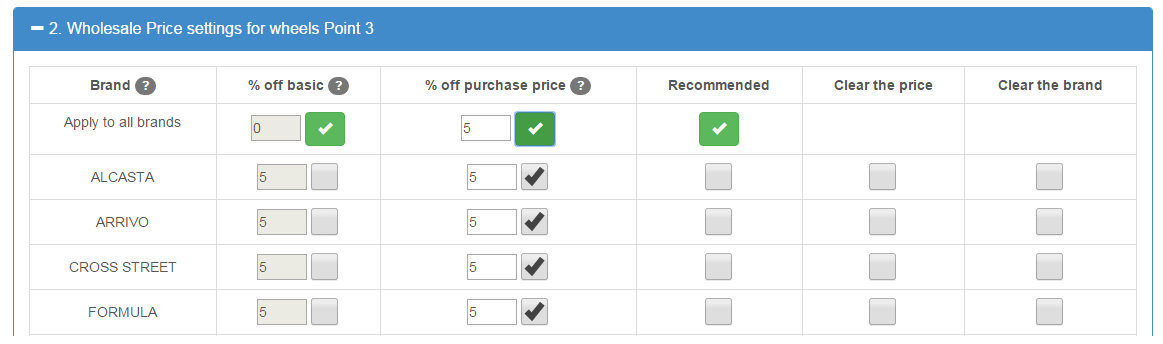 2. Wholesale Price settings for wheels Point 3
Brand ? % off basic ? % off purchase price ? Recommended Clear the price Clear the brand
Apply to all brands 0 5
ALCASTA 5 5
ARRIVO 5 5
CROSS STREET 5 5
FORMULA 5 5